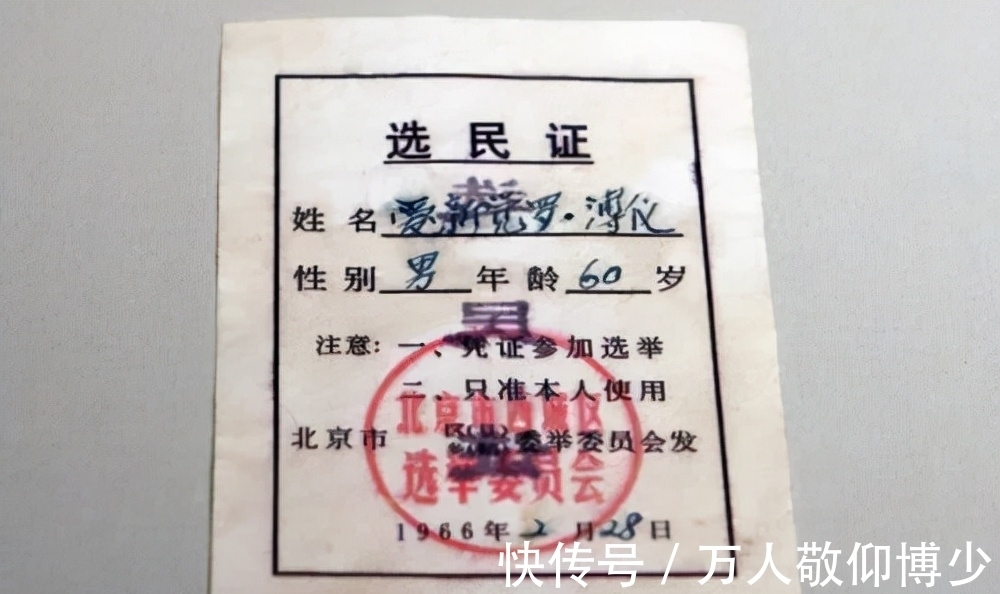 选民证
姓名 爱新觉罗·溥仪
性别 男 年龄 60 岁
注意：一、凭证参加选举
二、只准本人使用
北京市 选举委员会发
北京市西城区
选举委员会
1966年2月28日
快传号 / 万人敬仰博少